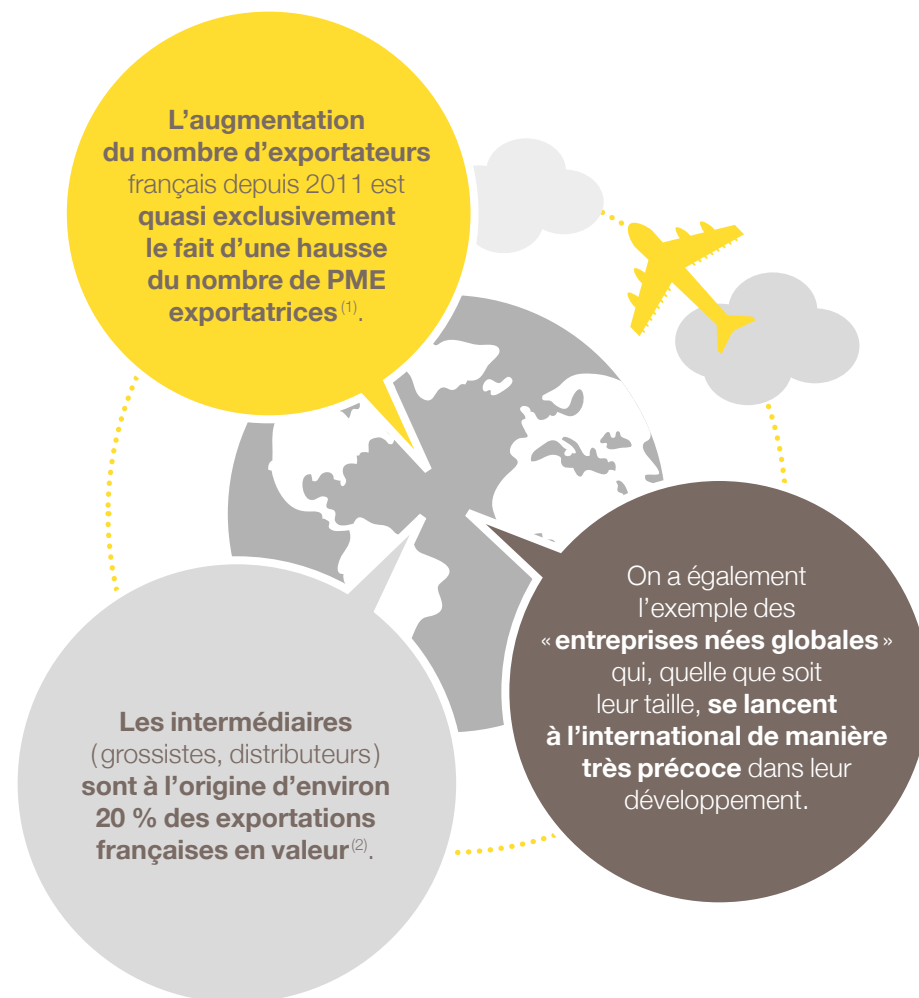 L’augmentation
du nombre d’exportateurs
français depuis 2011 est
quasi exclusivement
le fait d’une hausse
du nombre de PME
exportatrices (1).
On a également
l’exemple des
« entreprises nées globales »
qui, quelle que soit
leur taille, se lancent
à l’international de manière
très précoce dans leur
développement.
Les intermédiaires
(grossistes, distributeurs)
sont à l’origine d’environ
20 % des exportations
françaises en valeur (2).